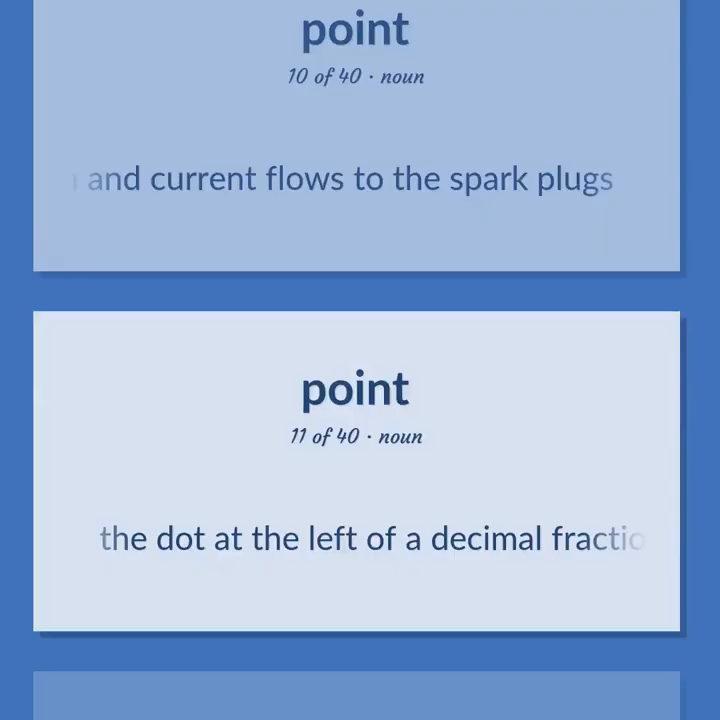 point
10 of 40 · noun
and current flows to the spark plugs
point
11 of 40 · noun
the dot at the left of a decimal fractio